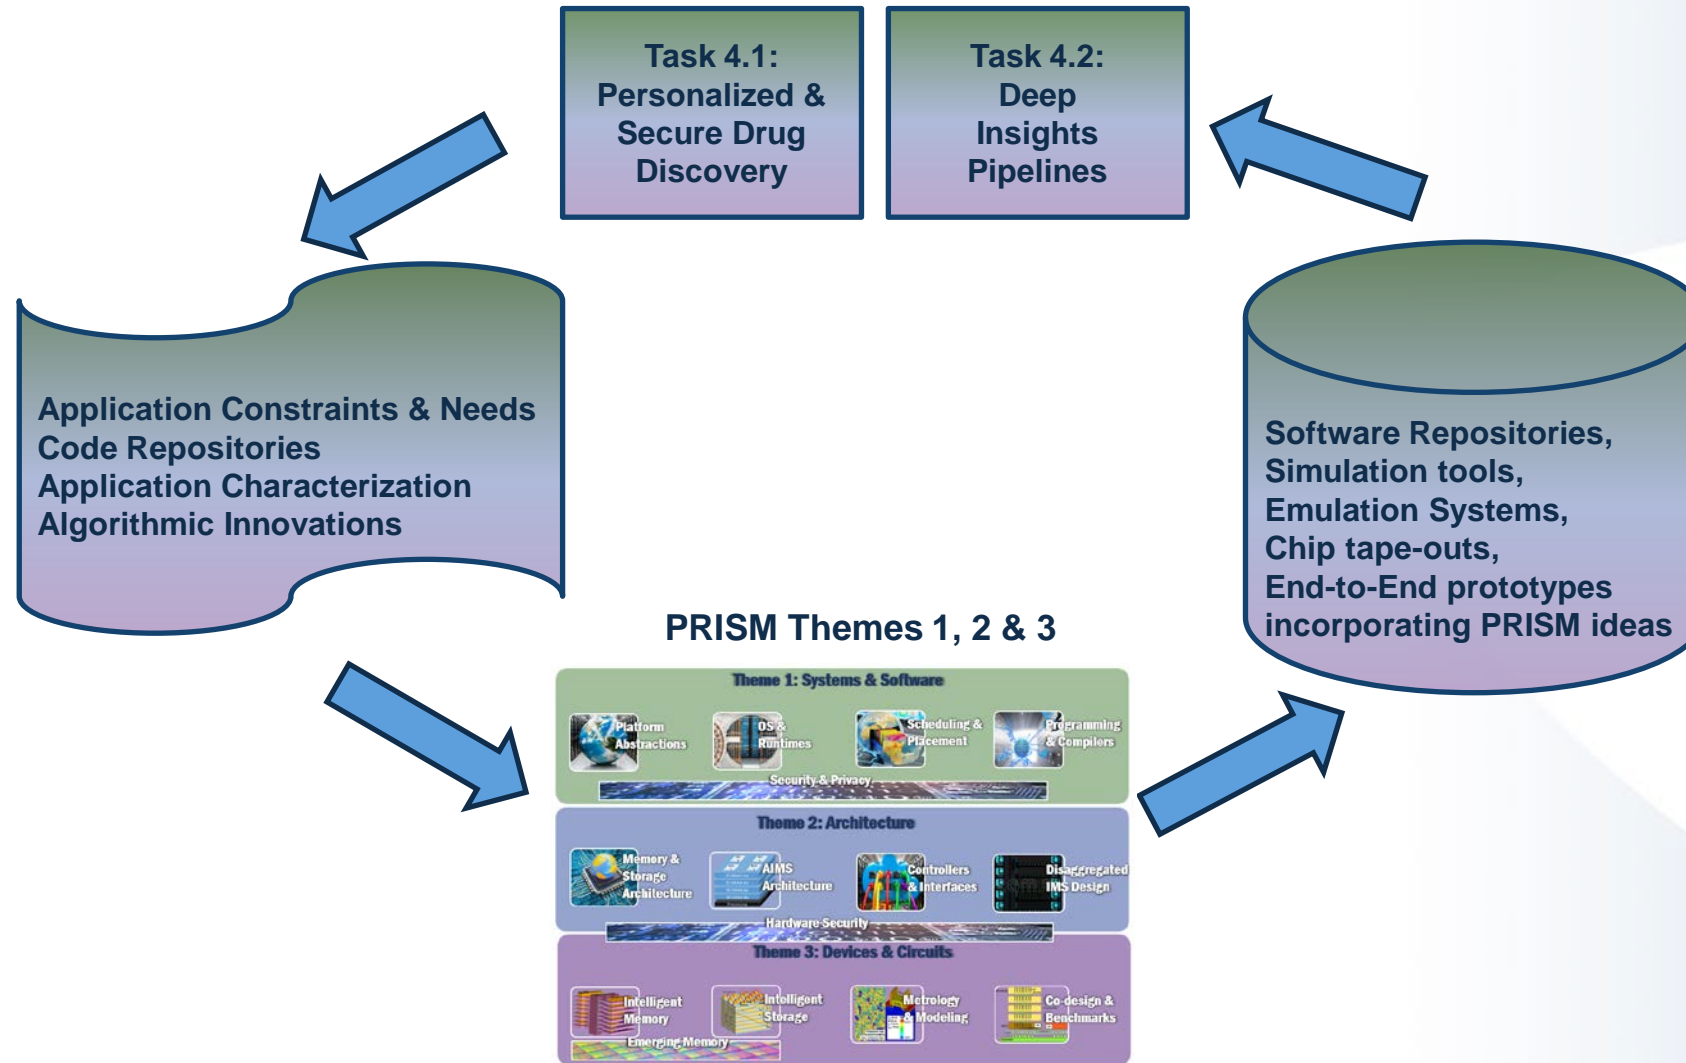 Task 4.1:
Personalized &
Secure Drug
Discovery
Task 4.2:
Deep
Insights
Pipelines
Application Constraints & Needs
Code Repositories
Application Characterization
Algorithmic Innovations
Software Repositories,
Simulation tools,
Emulation Systems,
Chip tape-outs,
End-to-End prototypes
incorporating PRISM ideas
PRISM Themes 1, 2 & 3
Theme 1: Systems & Software
Platform
Abstractions
OS &
Runtimes
Scheduling &
Placement
Programming
& Compilers
Security & Privacy
Theme 2: Architecture
Memory &
Storage
Architecture
AIMS
Architecture
Controllers
& Interfaces
Disaggregated
IMS Design
Hardware Security
Theme 3: Devices & Circuits
Intelligent
Memory
Intelligent
Storage
Metrology
& Modeling
Co-design &
Benchmarks
Emerging Memory